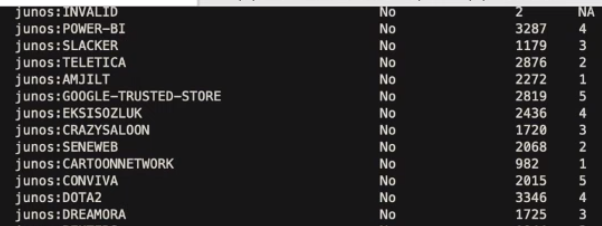 junos:INVALID No 2 NA
junos:POWER-BI No 3287 4
junos:SLACKER No 1179 3
junos:TELETICA No 2876 2
junos:AMJILT No 2272 1
junos:GOOGLE-TRUSTED-STORE No 2819 5
junos:EKSISOZLUK No 2436 4
junos:CRAZYSALOON No 1720 3
junos:SENEWEB No 2068 2
junos:CARTOONNETWORK No 982 1
junos:CONVIVA No 2015 5
junos:DOTA2 No 3346 4
junos:DREAMORA No 1725 3